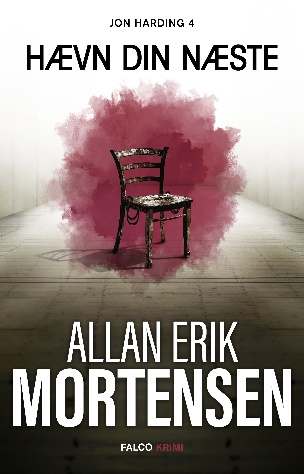 JON HARDING 4
HÆVN DIN NÆSTE
ALLAN ERIK
MORTENSEN
FALCO KRIMI